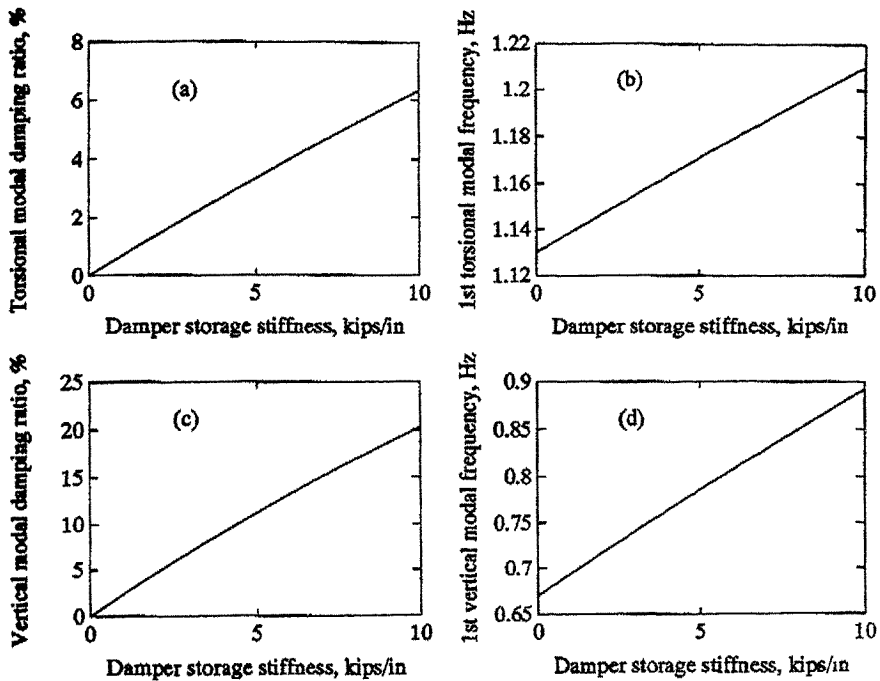 Torsional modal damping ratio, %
8
6
4
2
0
(a)
0 5 10
Damper storage stiffness, kips/in
1st torsional modal frequency, Hz
1.22
1.2
1.18
1.16
1.14
1.12
(b)
0 5 10
Damper storage stiffness, kips/in
Vertical modal damping ratio, %
25
20
15
10
5
0
(c)
0 5 10
Damper storage stiffness, kips/in
1st vertical modal frequency, Hz
0.9
0.85
0.8
0.75
0.7
0.65
(d)
0 5 10
Damper storage stiffness, kips/in